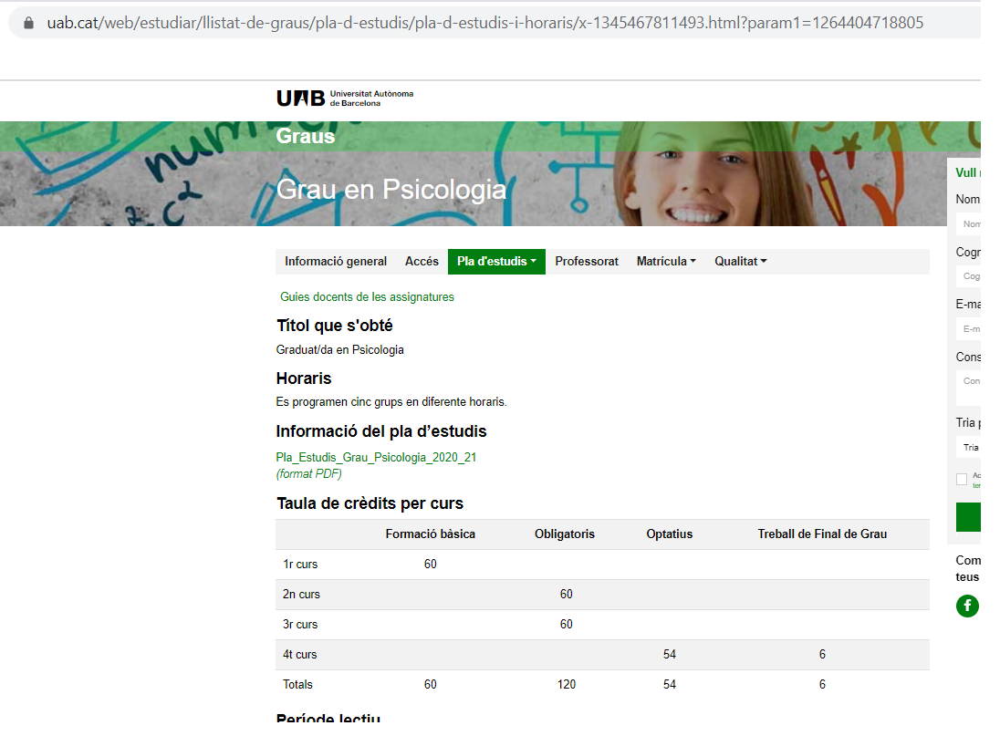 uab.cat/web/estudiar/llistat-de-graus/pla-d-estudis/pla-d-estudis-i-horaris/x-1345467811493.html?param1=1264404718805
UAB Universitat Autònoma
de Barcelona
Graus
Grau en Psicologia
Informació general Accés Pla d'estudis Professorat Matrícula Qualitat
Guies docents de les assignatures
Títol que s'obté
Graduat/da en Psicologia
Horaris
Es programen cinc grups en diferente horaris.
Informació del pla d’estudis
Pla_Estudis_Grau_Psicologia_2020_21
(format PDF)
Taula de crèdits per curs
Formació bàsica Obligatoris Optatius Treball de Final de Grau
1r curs 60
2n curs 60
3r curs 60
4t curs 54 6
Totals 60 120 54 6
Període lectiu
Vull
Nom
Nom
Cogn
Cog
E-ma
E-m
Cons
Con
Tria p
Tria
Ac
ter
Com
teus
f